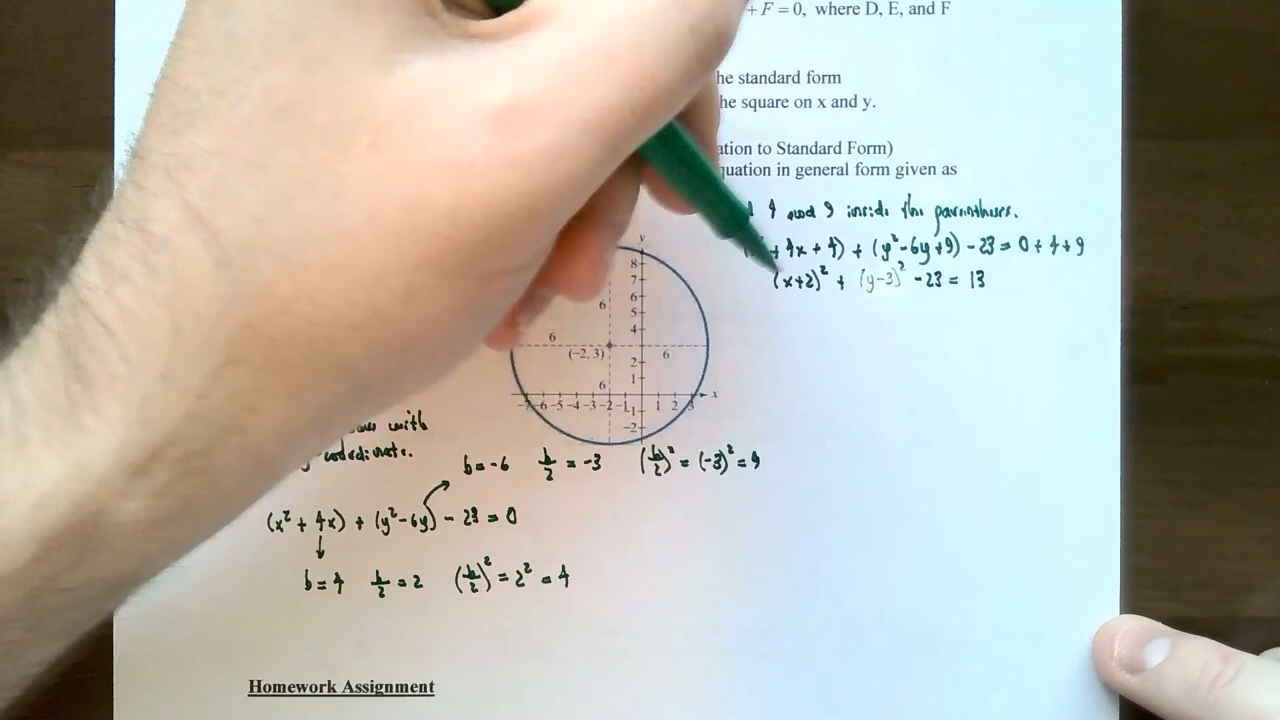 + F = 0, where D, E, and F
he standard form
he square on x and y.
ation to Standard Form)
uation in general form given as
4 and 9 inside the parentheses.
+ 4x + 4) + (y² - 6y + 9) - 23 = 0 + 4 + 9
(x+2)² + (y-3)² - 23 = 13
y
8
7
6
6
5
4
6
(-2, 3)
6
2
6
1
-7 -6 -5 -4 -3 -2 -1 1 2 3 x
-1
-2
with
coordinate.
b = -6 b/2 = -3 (b/2)² = (-3)² = 9
(x² + 4x) + (y² - 6y) - 23 = 0
b = 4 b/2 = 2 (b/2)² = 2² = 4
Homework Assignment